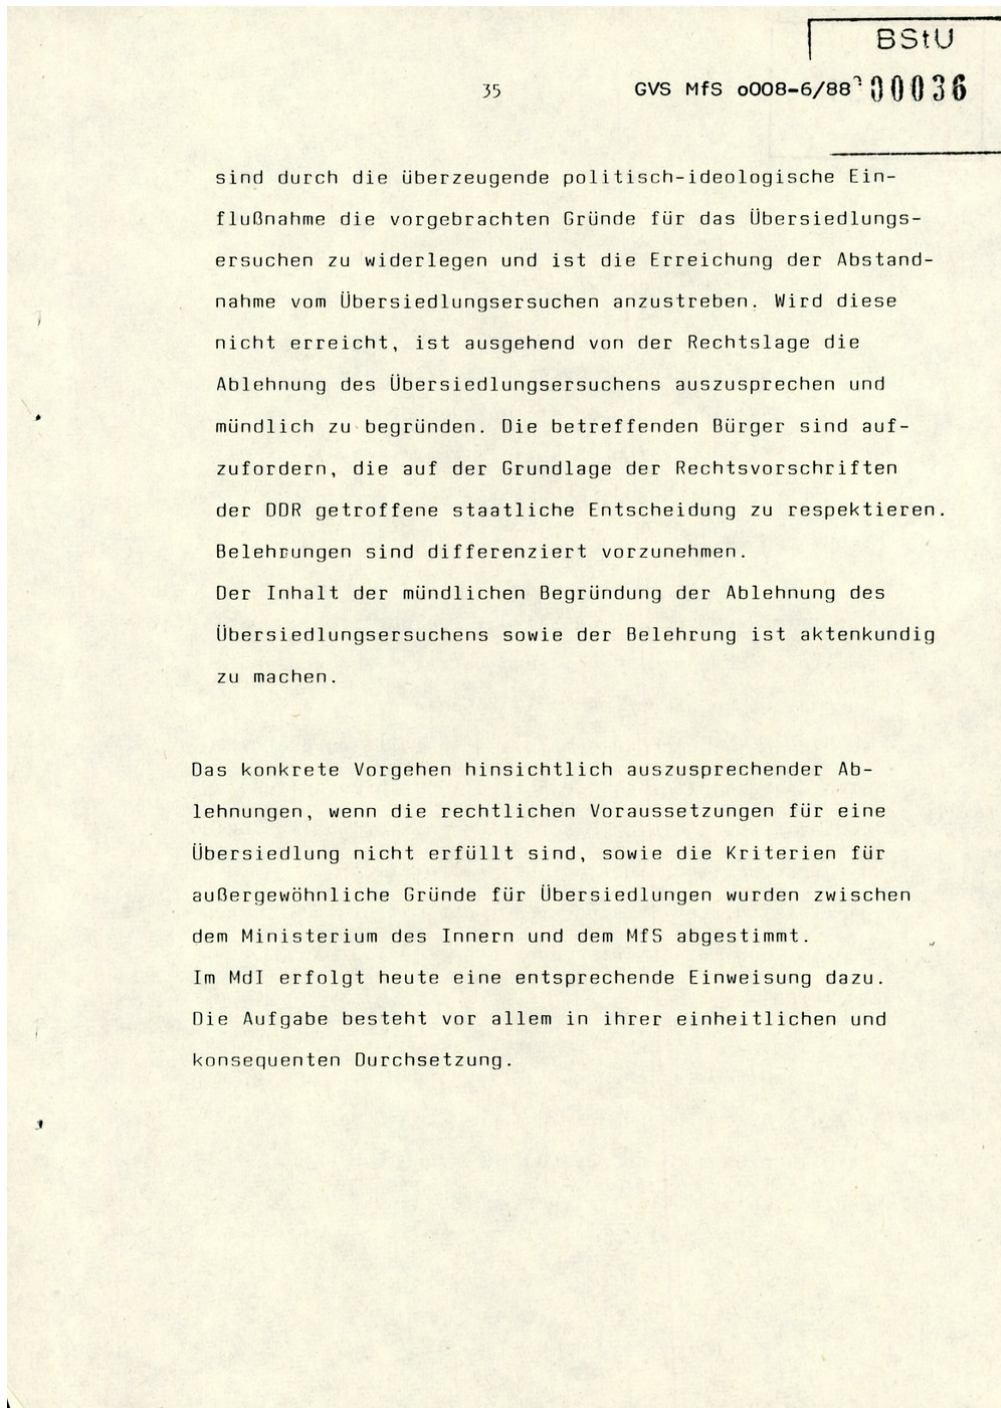 BStU
35 GVS MfS o008-6/88 00036
sind durch die überzeugende politisch-ideologische Ein-
flußnahme die vorgebrachten Gründe für das Übersiedlungs-
ersuchen zu widerlegen und ist die Erreichung der Abstand-
nahme vom Übersiedlungsersuchen anzustreben. Wird diese
nicht erreicht, ist ausgehend von der Rechtslage die
Ablehnung des Übersiedlungsersuchens auszusprechen und
mündlich zu begründen. Die betreffenden Bürger sind auf-
zufordern, die auf der Grundlage der Rechtsvorschriften
der DDR getroffene staatliche Entscheidung zu respektieren.
Belehrungen sind differenziert vorzunehmen.
Der Inhalt der mündlichen Begründung der Ablehnung des
Übersiedlungsersuchens sowie der Belehrung ist aktenkundig
zu machen.
Das konkrete Vorgehen hinsichtlich auszusprechender Ab-
lehnungen, wenn die rechtlichen Voraussetzungen für eine
Übersiedlung nicht erfüllt sind, sowie die Kriterien für
außergewöhnliche Gründe für Übersiedlungen wurden zwischen
dem Ministerium des Innern und dem MfS abgestimmt.
Im MdI erfolgt heute eine entsprechende Einweisung dazu.
Die Aufgabe besteht vor allem in ihrer einheitlichen und
konsequenten Durchsetzung.